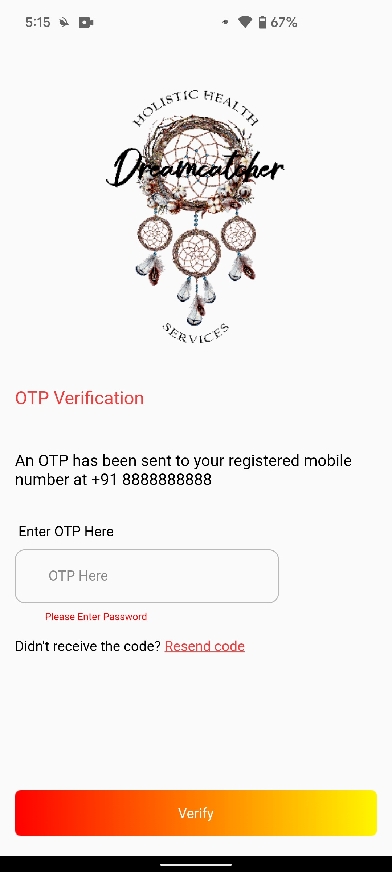 5:15
67%
HOLISTIC HEALTH
Dreamcatcher
SERVICES
OTP Verification
An OTP has been sent to your registered mobile
number at +91 8888888888
Enter OTP Here
OTP Here
Please Enter Password
Didn't receive the code? Resend code
Verify